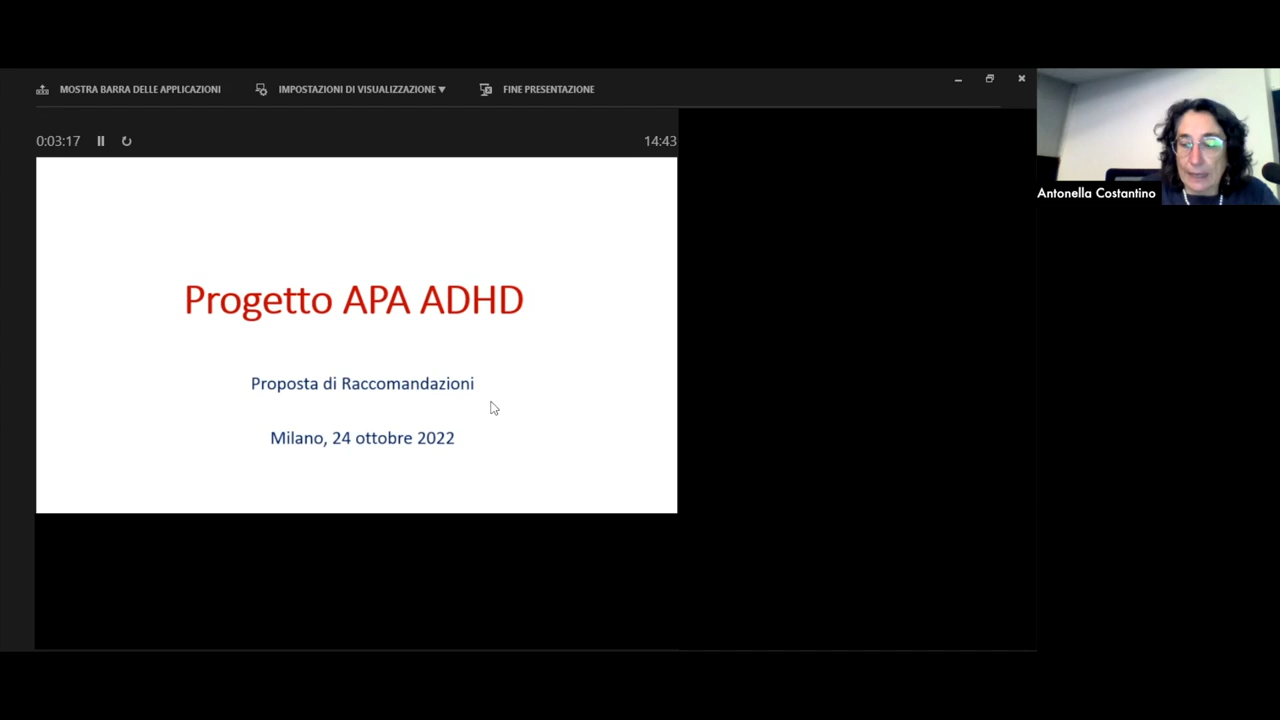 MOSTRA BARRA DELLE APPLICAZIONI
IMPOSTAZIONI DI VISUALIZZAZIONE ▼
FINE PRESENTAZIONE
0:03:17
14:43
Progetto APA ADHD
Proposta di Raccomandazioni
Milano, 24 ottobre 2022
Antonella Costantino